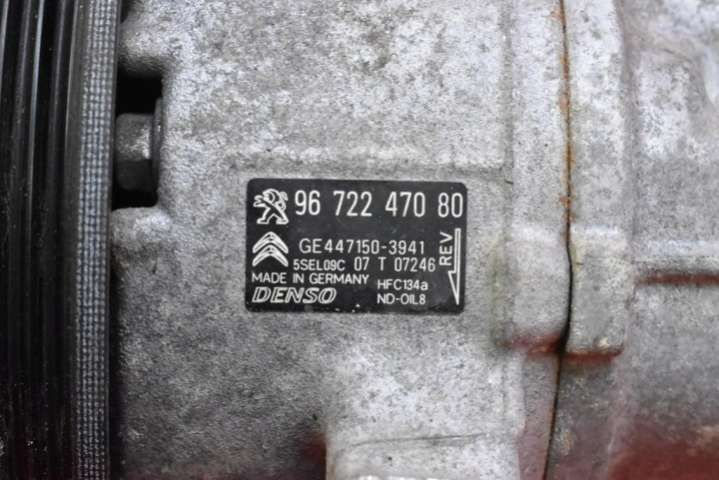 96 722 470 80
GE447150-3941
5SEL09C 07 T 07246
MADE IN GERMANY HFC134a
DENSO ND-OIL8
REV